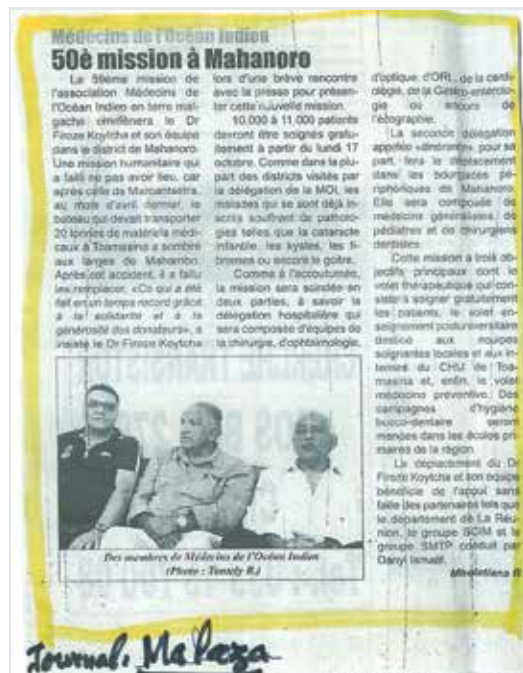 Médecins de l'Océan Indien
50è mission à Mahanoro
La 50ème mission de
l'association Médecins de
l'Océan Indien en terre mal-
gache emmènera le Dr
Firoze Koytcha et son équipe
dans le district de Mahanoro.
Une mission humanitaire qui
a failli ne pas avoir lieu, car
après celle de Maroantsetra,
au mois d'avril dernier, le
bateau qui devait transporter
20 tonnes de matériels médi-
caux à Toamasina a sombré
aux larges de Mahambo.
Après cet accident, il a fallu
les remplacer. «Ce qui a été
fait en un temps record grâce
à la solidarité et à la
générosité des donateurs», a
insisté le Dr Firoze Koytcha
lors d'une brève rencontre
avec la presse pour présen-
ter cette nouvelle mission.
10.000 à 11.000 patients
devront être soignés gratui-
tement à partir du lundi 17
octobre. Comme dans la plu-
part des districts visités par
la délégation de la MOI, les
malades qui se sont déjà in-
scrits souffrent de patholo-
gies telles que la cataracte
infantile, les kystes, les fi-
bromes ou encore le goitre.
Comme à l'accoutumée,
la mission sera scindée en
deux parties, à savoir la
délégation hospitalière qui
sera composée d'équipes de
la chirurgie, d'ophtalmologie,
d'optique, d'ORL, de la cardi-
ologie, de la Gastro-entérolo-
gie ou encore de
l'échographie.
La seconde délégation
appelée «itinérante», pour sa
part, fera le déplacement
dans les bourgades pé-
riphériques de Mahanoro.
Elle sera composée de
médecins généralistes, de
pédiatres et de chirurgiens
dentistes.
Cette mission a trois ob-
jectifs principaux dont le
volet thérapeutique qui con-
siste à soigner gratuitement
les patients, le volet en-
seignement postuniversitaire
destiné aux équipes
soignantes locales et aux in-
ternes du CHU de Toa-
masina et, enfin, le volet
médecine préventive. Des
campagnes d'hygiène
bucco-dentaire seront
menées dans les écoles pri-
maires de la région.
Le déplacement du Dr
Firoze Koytcha et son équipe
bénéficie de l'appui sans
faille des partenaires tels que
le département de La Réu-
nion, le groupe SCIM et le
groupe SMTP conduit par
Danyl Ismaël.
Des membres de Médecins de l'Océan Indien
(Photo : Tantely R.)
Journal: Ma Laza